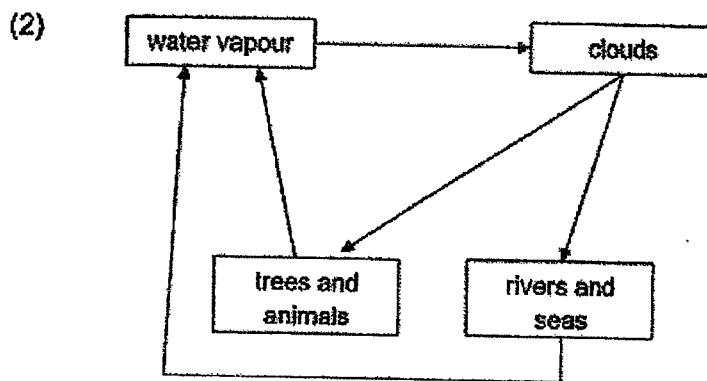 (2)
water vapour
clouds
trees and
animals
rivers and
seas